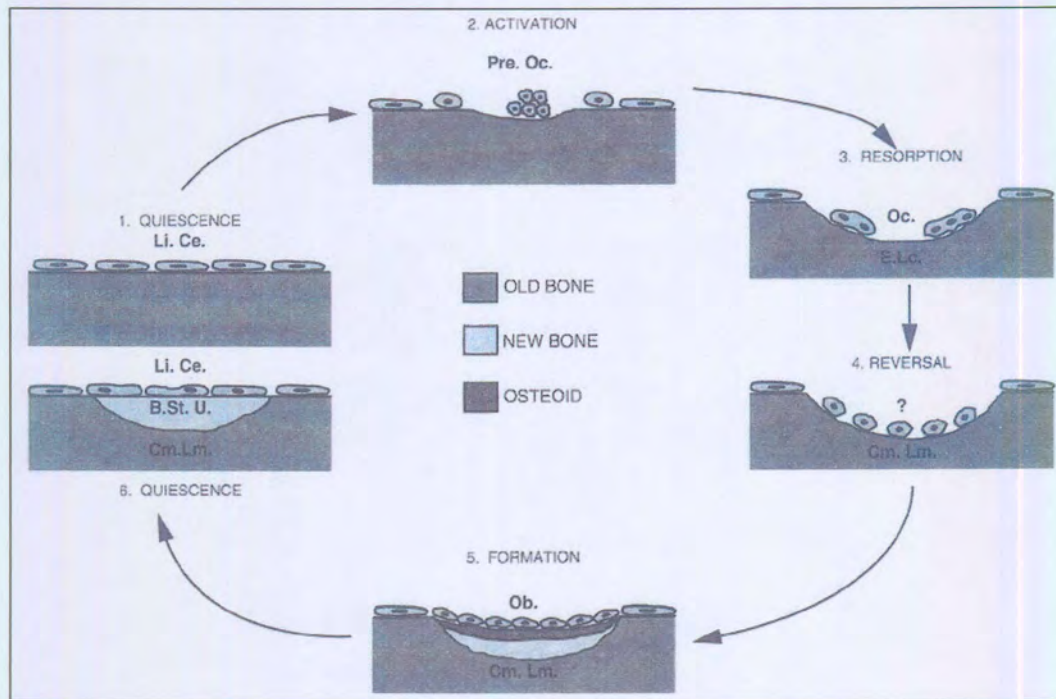 2. ACTIVATION
Pre. Oc.
3. RESORPTION
Oc.
E.Lc.
1. QUIESCENCE
Li. Ce.
OLD BONE
NEW BONE
OSTEOID
4. REVERSAL
?
Cm. Lm.
Li. Ce.
B.St. U.
Cm.Lm.
6. QUIESCENCE
5. FORMATION
Ob.
Cm. Lm.